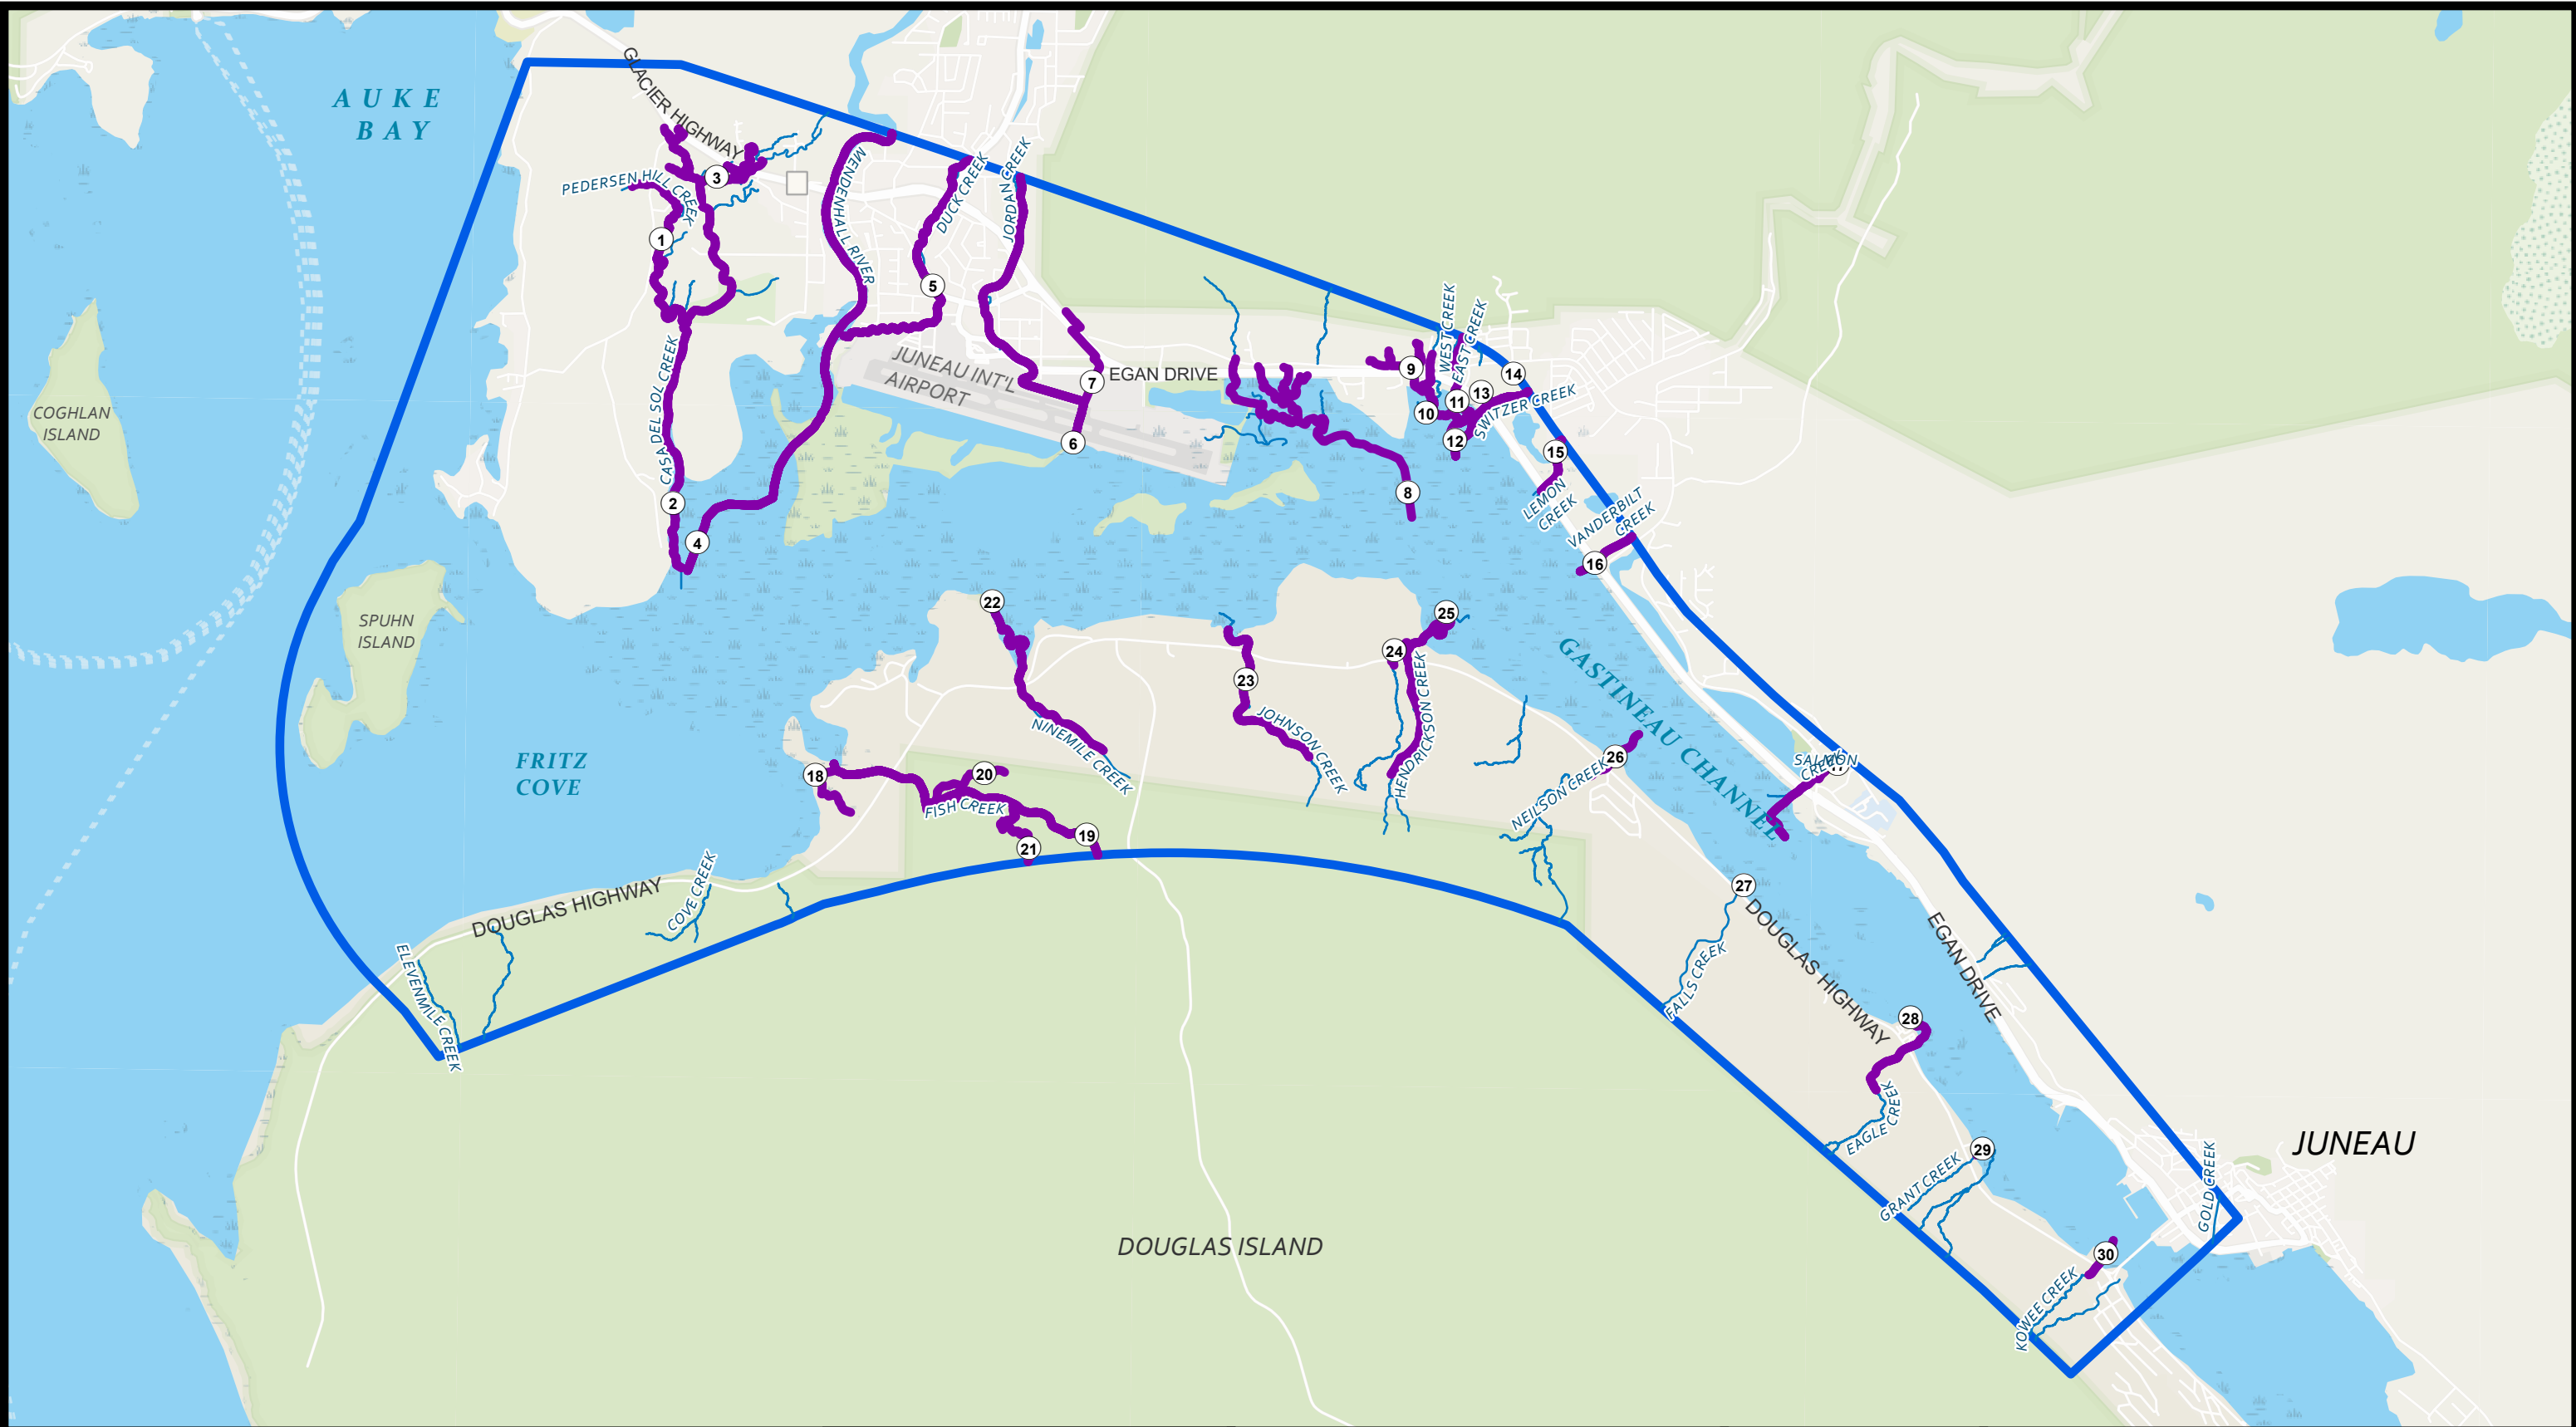 GLACIER HIGHWAY
AUKE
BAY
PEDERSEN HILL CREEK
3
MENDENHALL RIVER
DUCK CREEK
JORDAN CREEK
1
5
WEST CREEK
EAST CREEK
JUNEAU INT'L
AIRPORT
7
EGAN DRIVE
9
14
13
11
10
SWITZER CREEK
12
6
COGHLAN
ISLAND
CASA DEL SOL CREEK
15
2
8
LEMON
CREEK
VANDERBILT
CREEK
4
16
22
25
SPUHN
ISLAND
24
23
GASTINEAU CHANNEL
HENDRICKSON CREEK
JOHNSON CREEK
NINEMILE CREEK
FRITZ
COVE
26
SALMON
CREEK
18
20
NEILSON CREEK
FISH CREEK
19
21
27
COVE CREEK
DOUGLAS HIGHWAY
DOUGLAS HIGHWAY
EGAN DRIVE
FALLS CREEK
ELEVENMILE CREEK
28
EAGLE CREEK
29
JUNEAU
GRANT CREEK
GOLD CREEK
DOUGLAS ISLAND
30
KOWEE CREEK